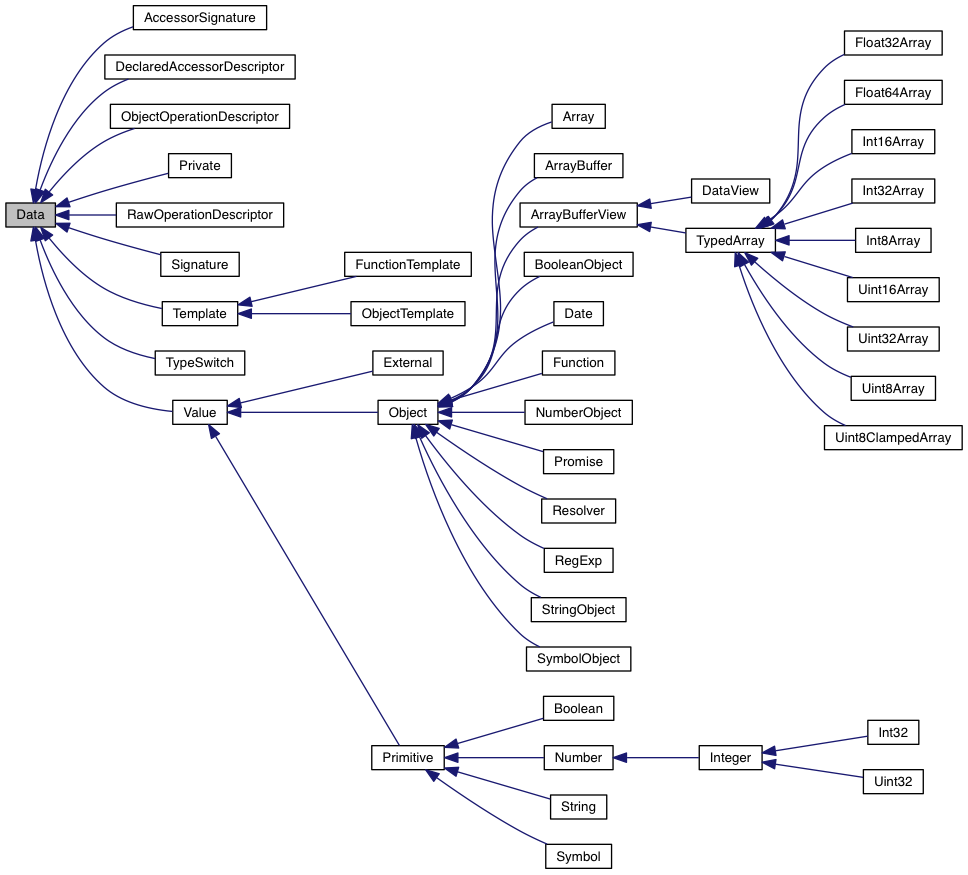 AccessorSignature
DeclaredAccessorDescriptor
ObjectOperationDescriptor
Private
Data
RawOperationDescriptor
Signature
FunctionTemplate
Template
ObjectTemplate
TypeSwitch
External
Value
Object
Array
ArrayBuffer
ArrayBufferView
BooleanObject
Date
Function
NumberObject
Promise
Resolver
RegExp
StringObject
SymbolObject
DataView
TypedArray
Float32Array
Float64Array
Int16Array
Int32Array
Int8Array
Uint16Array
Uint32Array
Uint8Array
Uint8ClampedArray
Primitive
Boolean
Number
String
Symbol
Integer
Int32
Uint32